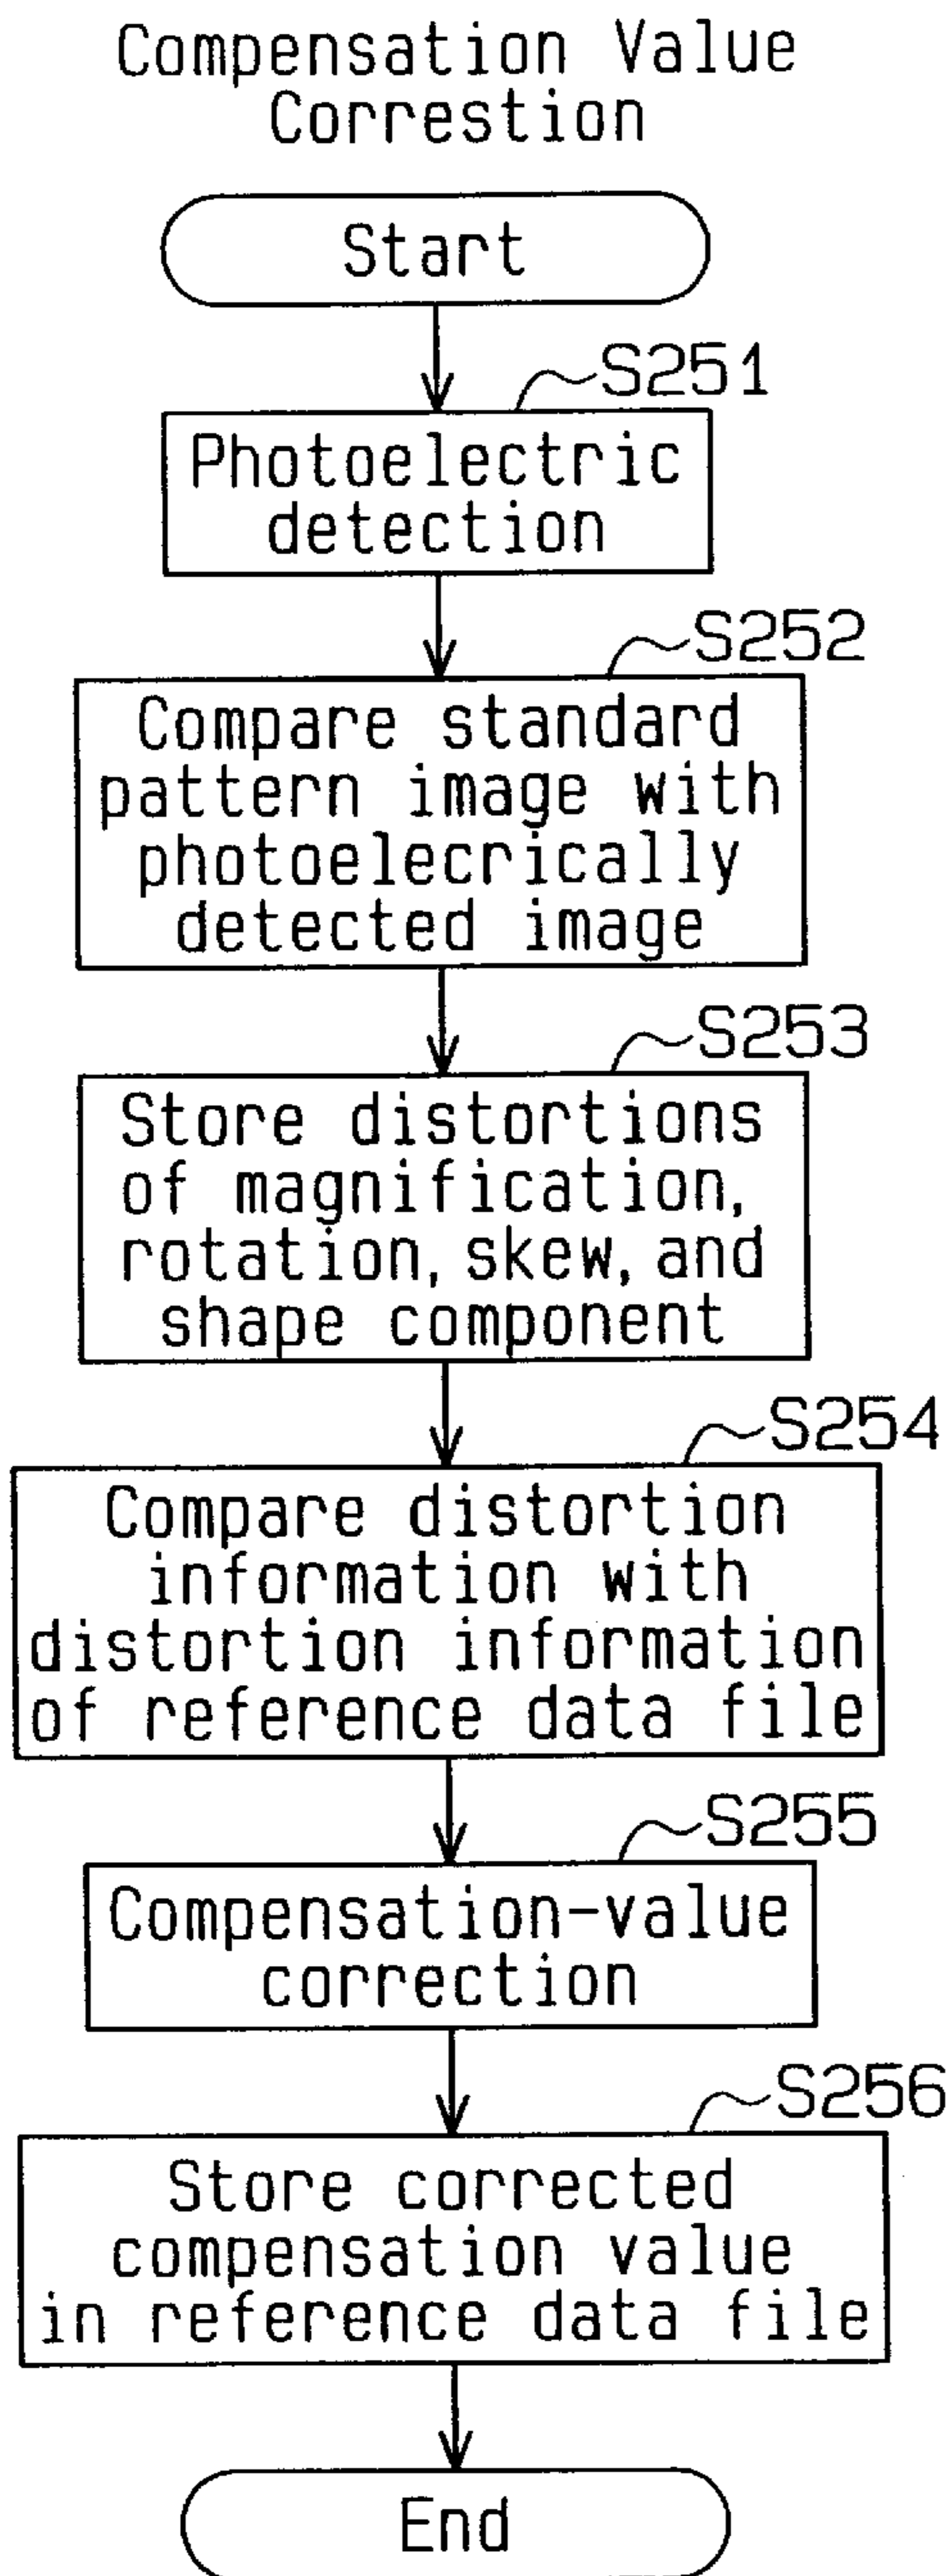 Compensation Value
Correstion
Start
S251
Photoelectric
detection
S252
Compare standard
pattern image with
photoelecrically
detected image
S253
Store distortions
of magnification,
rotation, skew, and
shape component
S254
Compare distortion
information with
distortion information
of reference data file
S255
Compensation-value
correction
S256
Store corrected
compensation value
in reference data file
End